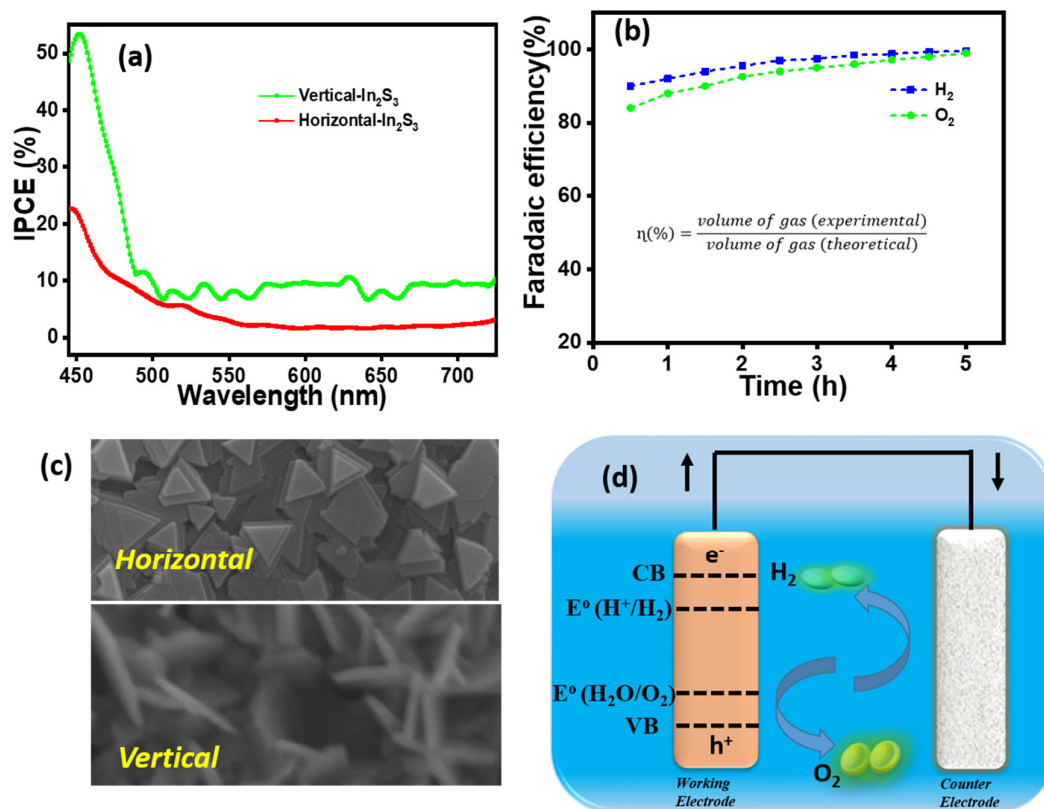 (a)
50
40
30
20
10
0
IPCE (%)
Vertical-In₂S₃
Horizontal-In₂S₃
450 500 550 600 650 700
Wavelength (nm)
(b)
100
80
60
40
20
Faradaic efficiency(%)
H₂
O₂
η(%) = volume of gas (experimental)
volume of gas (theoretical)
0 1 2 3 4 5 6
Time (h)
(c)
Horizontal
Vertical
(d)
e⁻
CB
H₂
Eᵒ (H⁺/H₂)
Eᵒ (H₂O/O₂)
VB
h⁺
O₂
Working
Electrode
Counter
Electrode